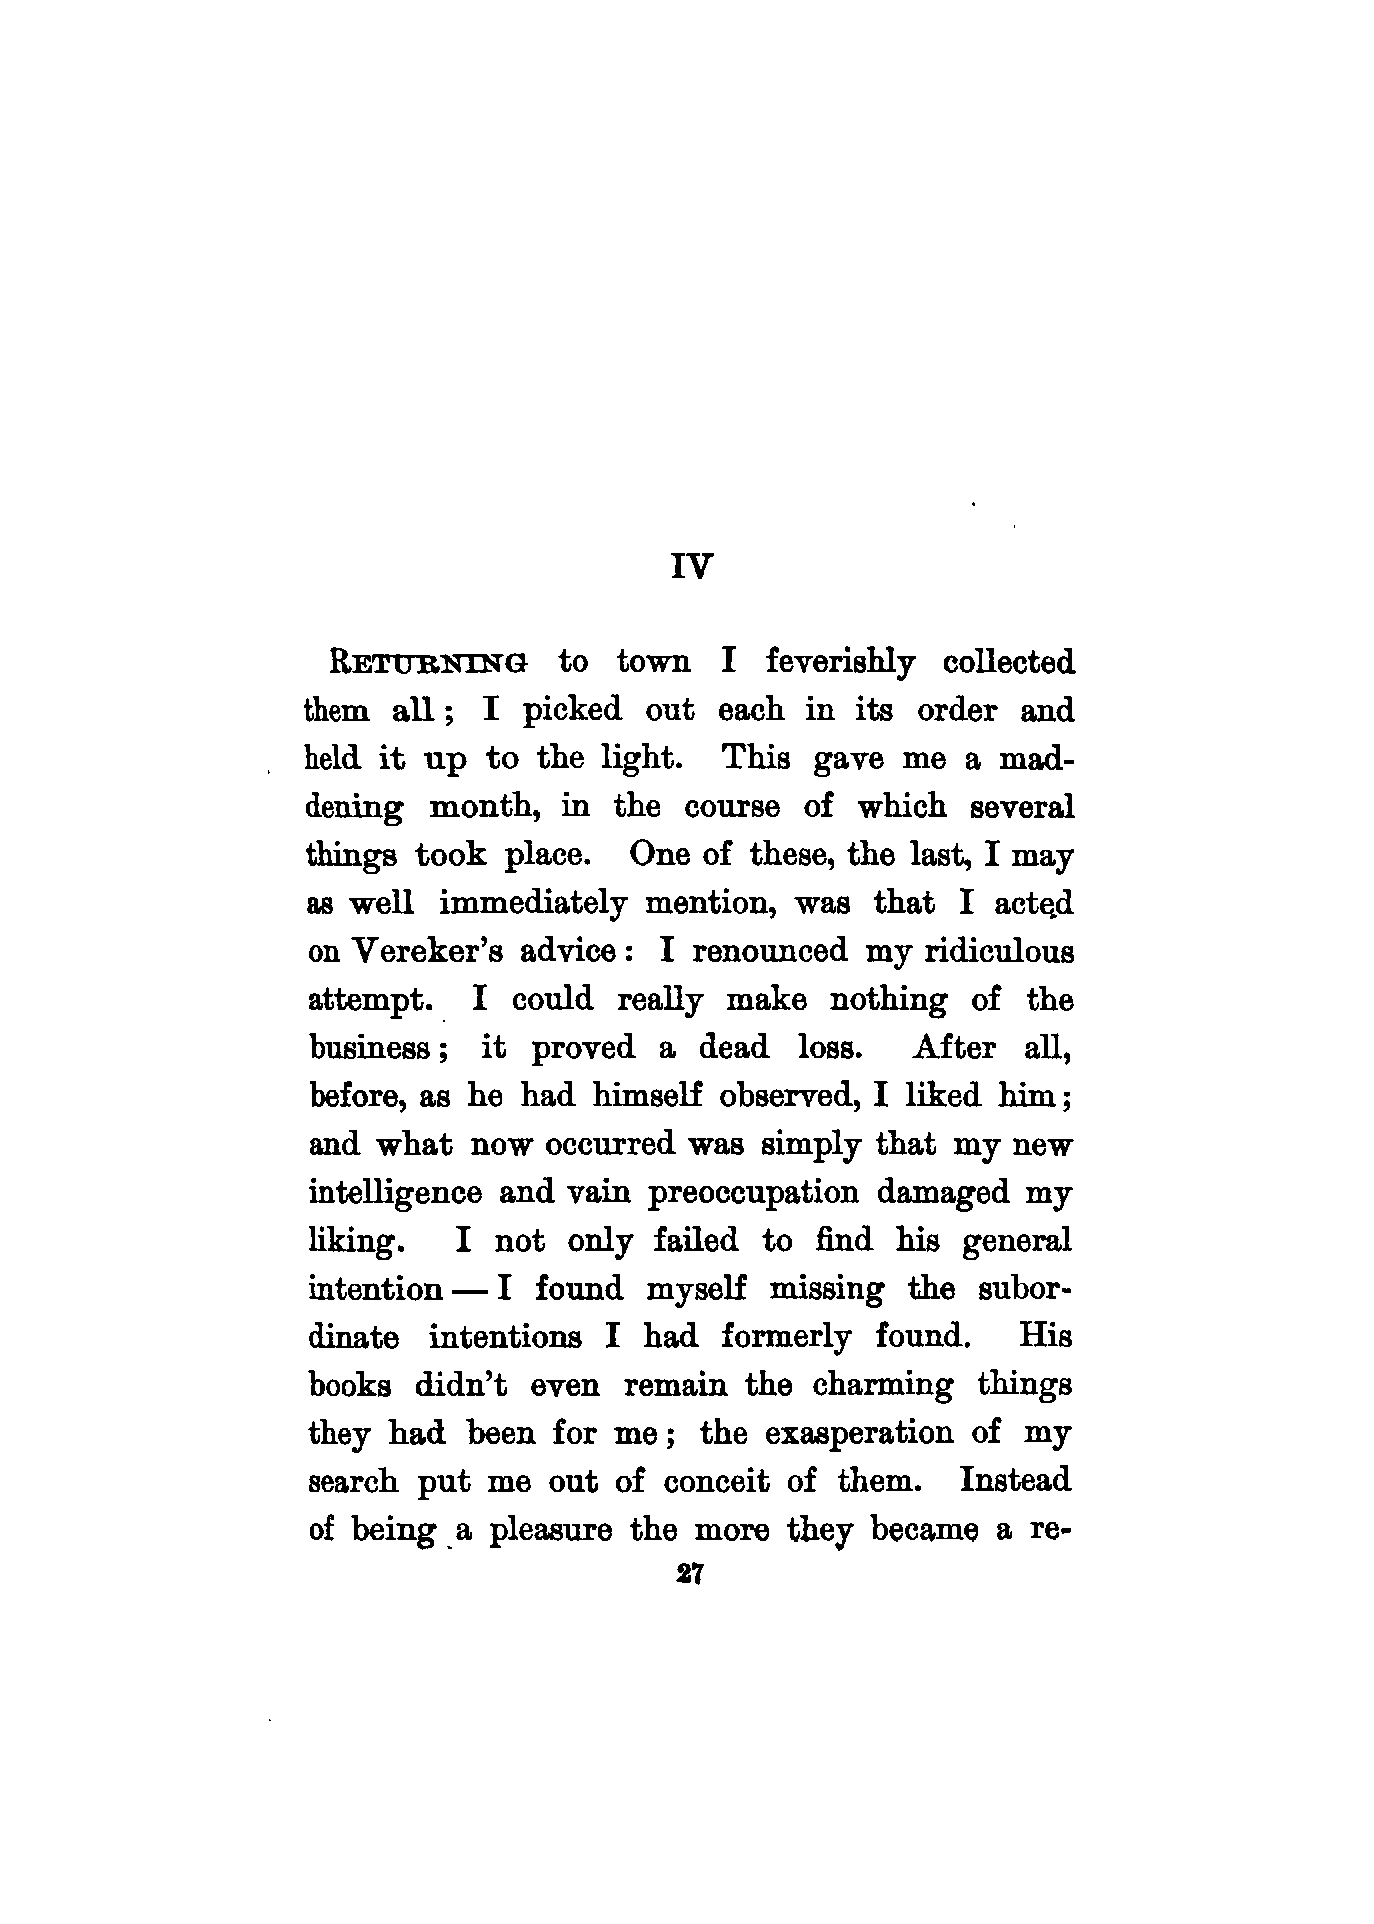 IV
RETURNING to town I feverishly collected
them all; I picked out each in its order and
held it up to the light. This gave me a mad-
dening month, in the course of which several
things took place. One of these, the last, I may
as well immediately mention, was that I acted
on Vereker's advice: I renounced my ridiculous
attempt. I could really make nothing of the
business; it proved a dead loss. After all,
before, as he had himself observed, I liked him;
and what now occurred was simply that my new
intelligence and vain preoccupation damaged my
liking. I not only failed to find his general
intention — I found myself missing the subor-
dinate intentions I had formerly found. His
books didn't even remain the charming things
they had been for me; the exasperation of my
search put me out of conceit of them. Instead
of being a pleasure the more they became a re-
27